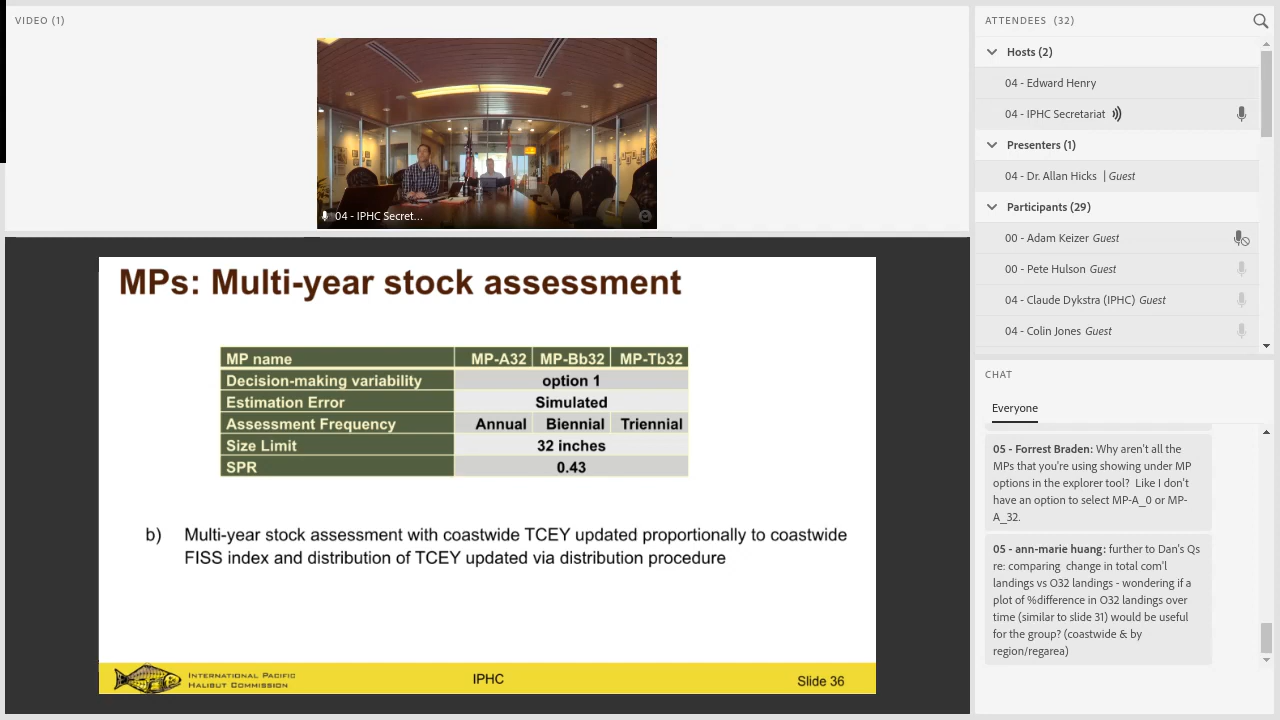 VIDEO (1)
04 - IPHC Secret...
MPs: Multi-year stock assessment
MP name MP-A32 MP-Bb32 MP-Tb32
Decision-making variability option 1
Estimation Error Simulated
Assessment Frequency Annual Biennial Triennial
Size Limit 32 inches
SPR 0.43
b) Multi-year stock assessment with coastwide TCEY updated proportionally to coastwide
FISS index and distribution of TCEY updated via distribution procedure
INTERNATIONAL PACIFIC
HALIBUT COMMISSION
IPHC
Slide 36
ATTENDEES (32)
Hosts (2)
04 - Edward Henry
04 - IPHC Secretariat
Presenters (1)
04 - Dr. Allan Hicks | Guest
Participants (29)
00 - Adam Keizer Guest
00 - Pete Hulson Guest
04 - Claude Dykstra (IPHC) Guest
04 - Colin Jones Guest
CHAT
Everyone
05 - Forrest Braden: Why aren't all the
MPs that you're using showing under MP
options in the explorer tool? Like I don't
have an option to select MP-A_0 or MP-
A_32.
05 - ann-marie huang: further to Dan's Qs
re: comparing change in total com'l
landings vs O32 landings - wondering if a
plot of %difference in O32 landings over
time (similar to slide 31) would be useful
for the group? (coastwide & by
region/regarea)